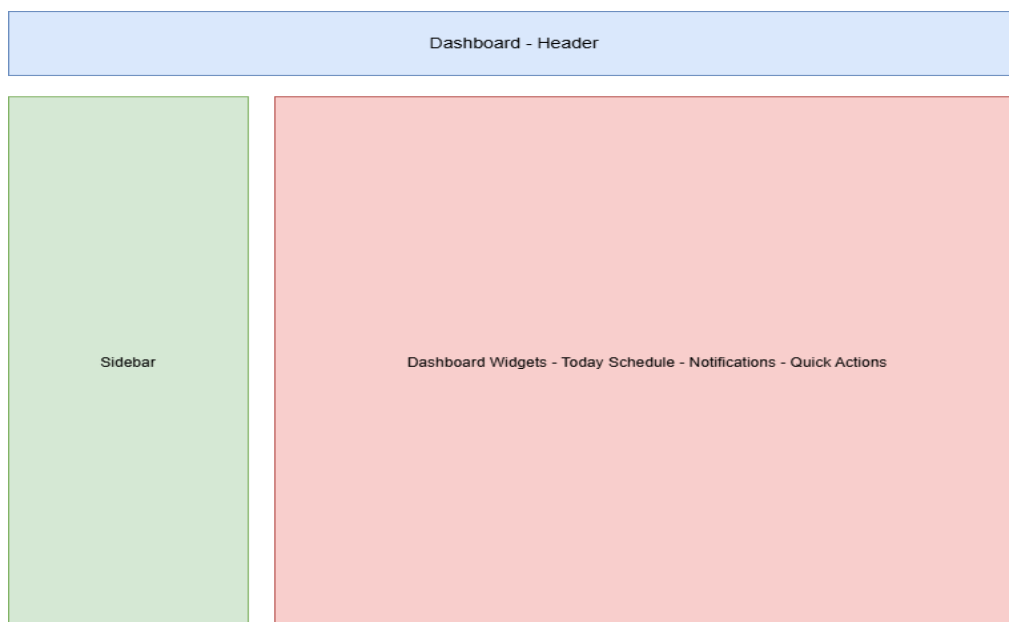 Dashboard - Header
Sidebar
Dashboard Widgets - Today Schedule - Notifications - Quick Actions